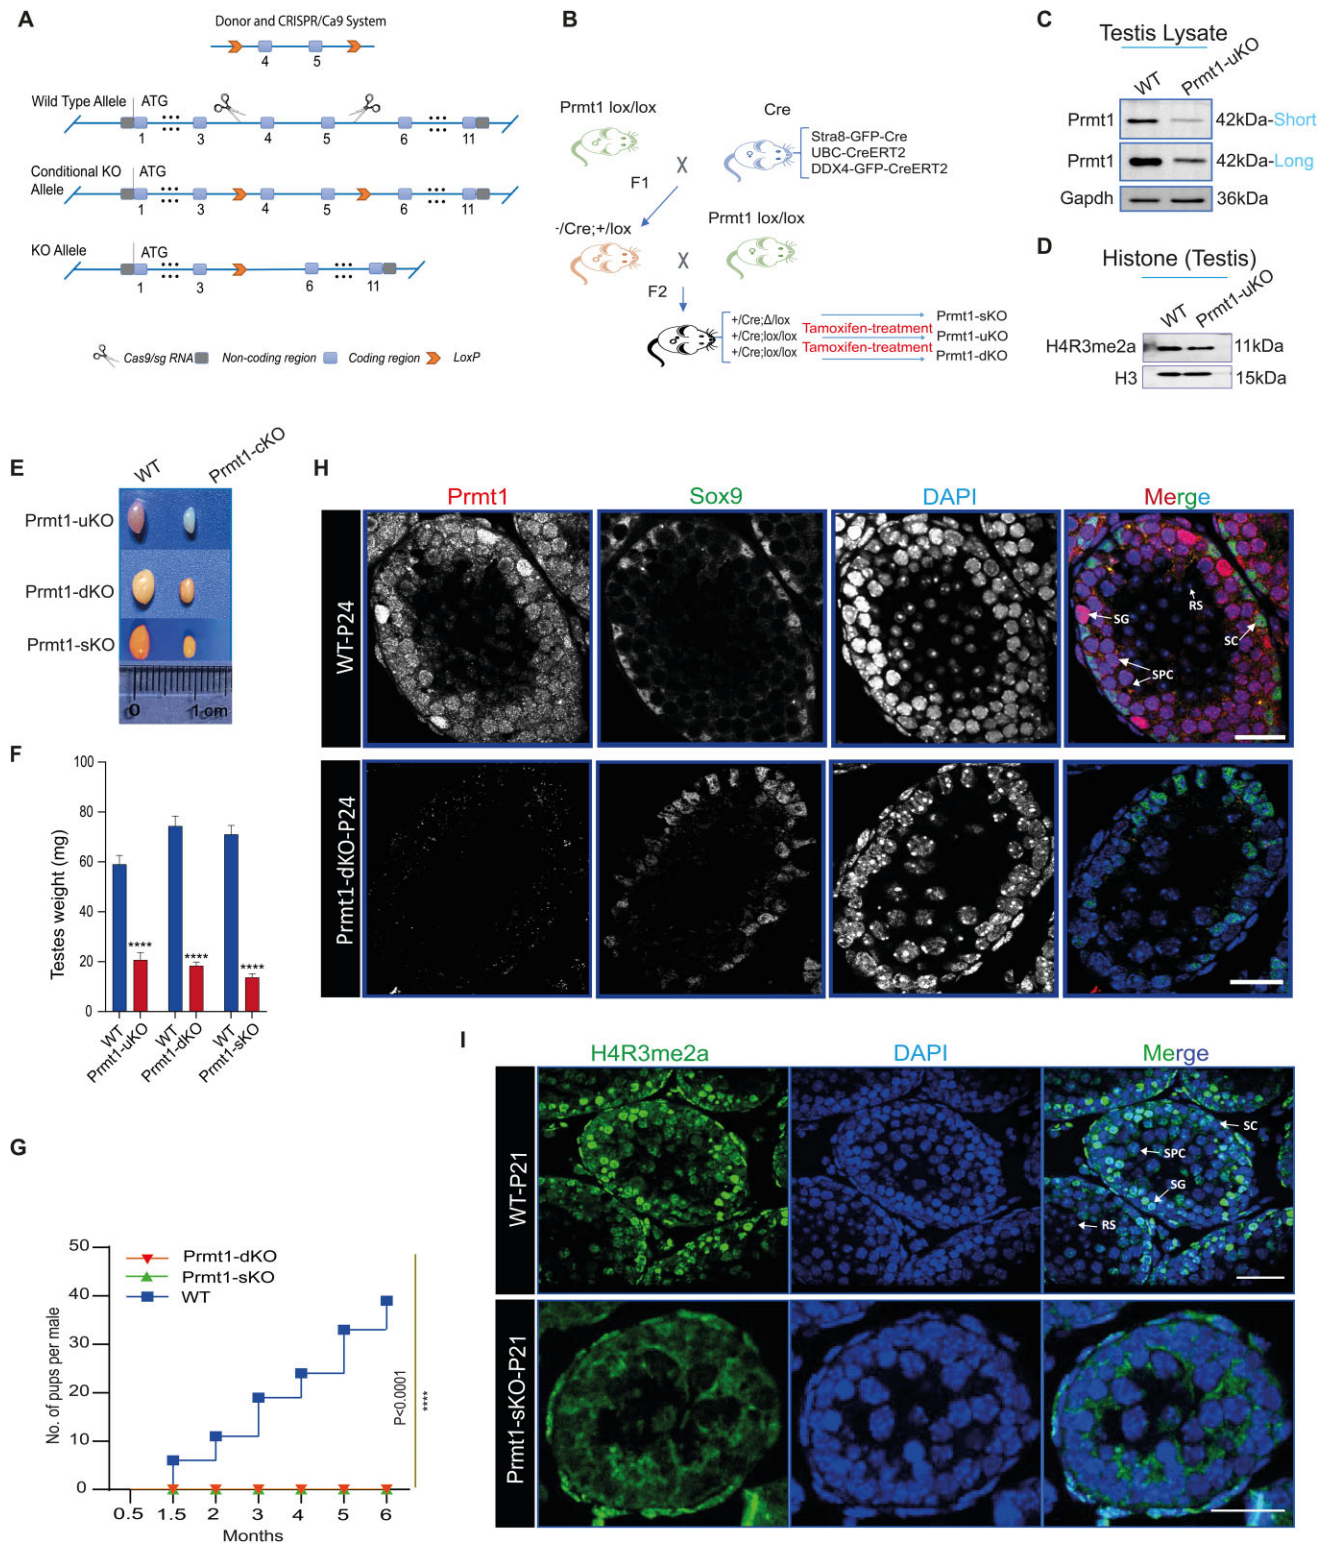 A
Donor and CRISPR/Ca9 System
4 5
Wild Type Allele ATG
1 3 4 5 6 11
Conditional KO
Allele
ATG
1 3 4 5 6 11
KO Allele ATG
1 3 6 11
Cas9/sg RNA Non-coding region Coding region LoxP
B
Prmt1 lox/lox Cre
Stra8-GFP-Cre
UBC-CreERT2
DDX4-GFP-CreERT2
X
F1
-/Cre;+/lox Prmt1 lox/lox
X
F2
+/Cre;Δ/lox Prmt1-sKO
Tamoxifen-treatment
+/Cre;lox/lox Prmt1-uKO
Tamoxifen-treatment
+/Cre;lox/lox Prmt1-dKO
C
Testis Lysate
WT Prmt1-uKO
Prmt1 42kDa-Short
Prmt1 42kDa-Long
Gapdh 36kDa
D
Histone (Testis)
WT Prmt1-uKO
H4R3me2a 11kDa
H3 15kDa
E
WT Prmt1-cKO
Prmt1-uKO
Prmt1-dKO
Prmt1-sKO
0 1 cm
F
Testes weight (mg)
100
80
60
40
20
0
**** **** ****
WT Prmt1-uKO WT Prmt1-dKO WT Prmt1-sKO
G
No. of pups per male
50
40
30
20
10
0
Prmt1-dKO
Prmt1-sKO
WT
P<0.0001
****
0.5 1.5 2 3 4 5 6
Months
H
Prmt1 Sox9 DAPI Merge
WT-P24
RS
SG
SC
SPC
Prmt1-dKO-P24
I
H4R3me2a DAPI Merge
WT-P21
SC
SPC
SG
RS
Prmt1-sKO-P21